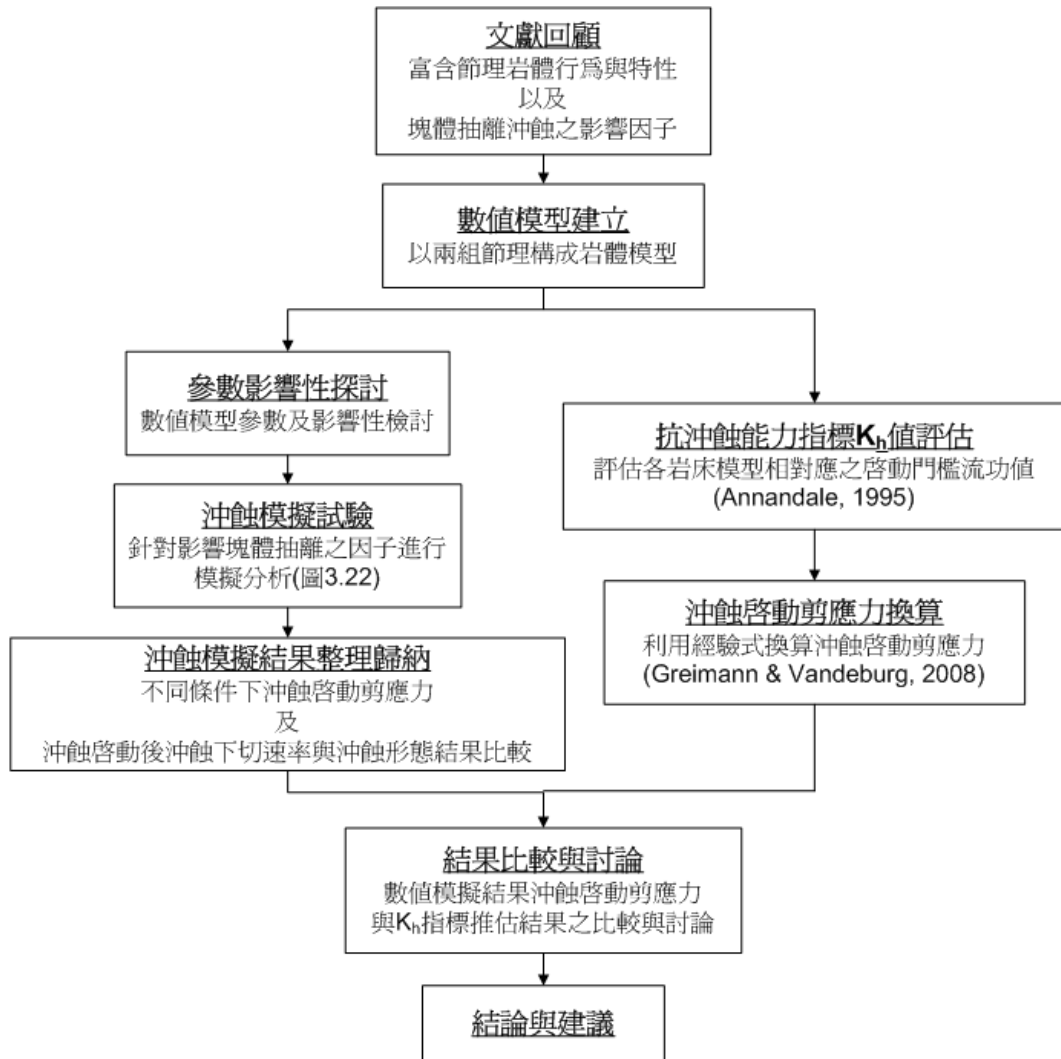 文獻回顧
富含節理岩體行為與特性
以及
塊體抽離沖蝕之影響因子
數值模型建立
以兩組節理構成岩體模型
參數影響性探討
數值模型參數及影響性檢討
沖蝕模擬試驗
針對影響塊體抽離之因子進行
模擬分析(圖3.22)
沖蝕模擬結果整理歸納
不同條件下沖蝕啓動剪應力
及
沖蝕啓動後沖蝕下切速率與沖蝕形態結果比較
抗沖蝕能力指標Kh值評估
評估各岩床模型相對應之啓動門檻流功值
(Annandale, 1995)
沖蝕啓動剪應力換算
利用經驗式換算沖蝕啓動剪應力
(Greimann & Vandeburg, 2008)
結果比較與討論
數值模擬結果沖蝕啓動剪應力
與Kh指標推估結果之比較與討論
結論與建議